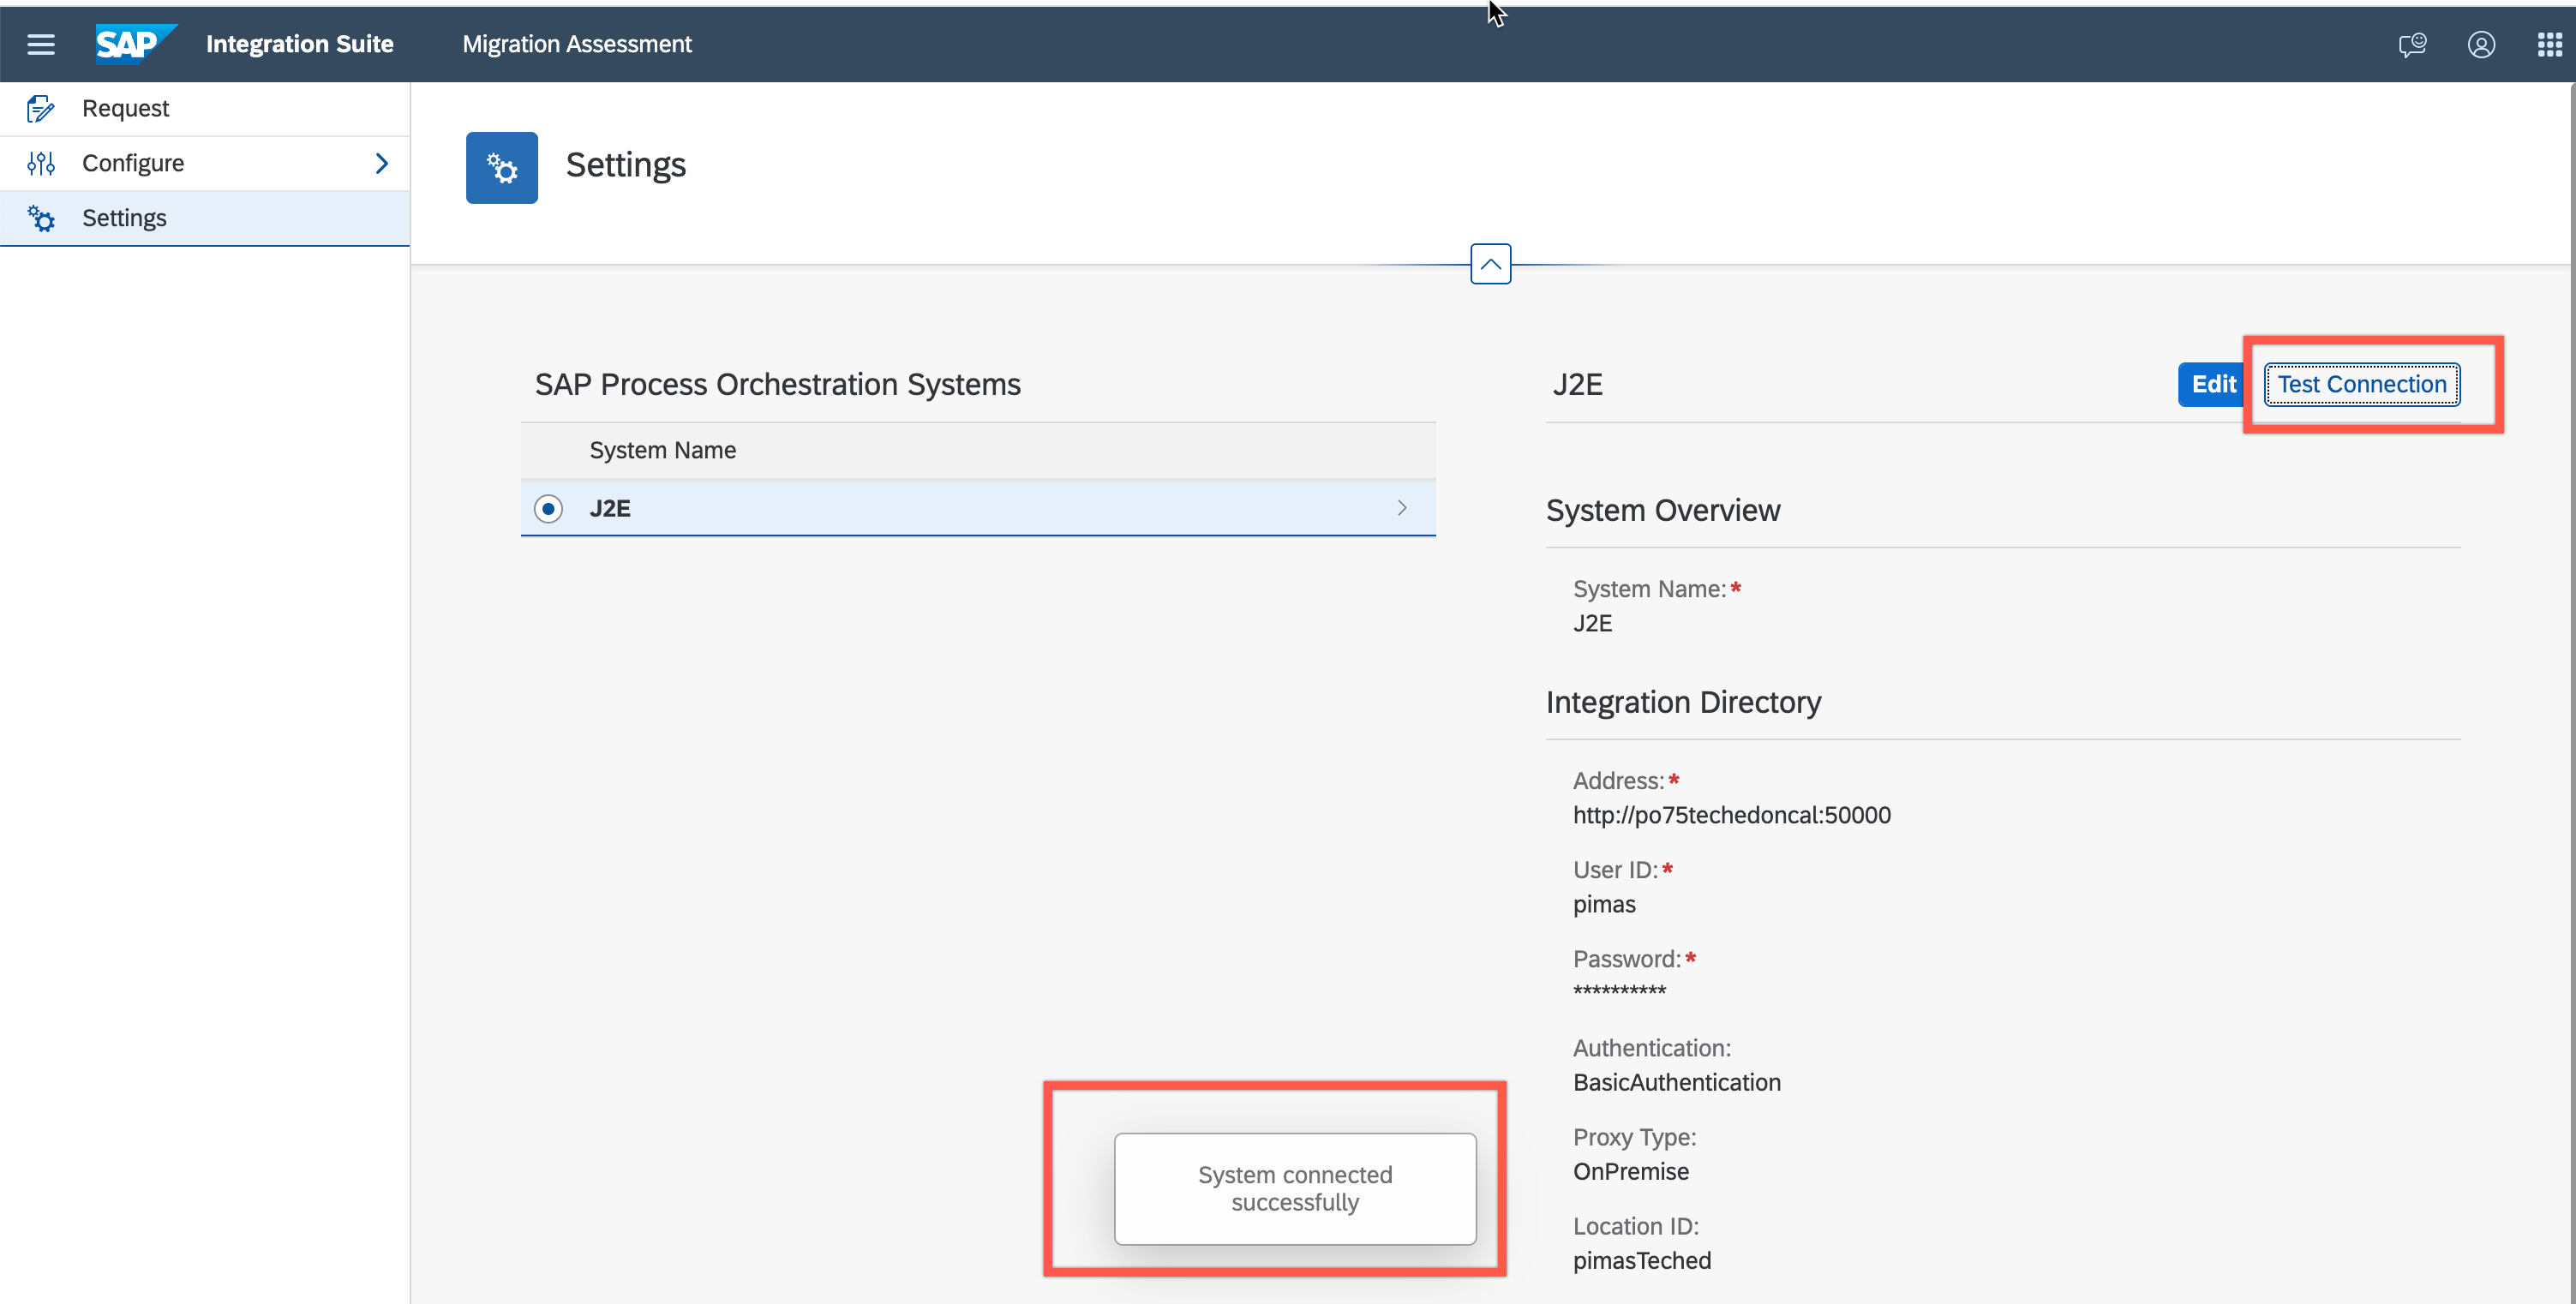 SAP Integration Suite Migration Assessment
Request
Configure
Settings
Settings
SAP Process Orchestration Systems
System Name
J2E
J2E
Edit
Test Connection
System Overview
System Name:*
J2E
Integration Directory
Address:*
http://po75techedoncal:50000
User ID:*
pimas
Password:*
**********
Authentication:
BasicAuthentication
Proxy Type:
OnPremise
Location ID:
pimasTeched
System connected
successfully